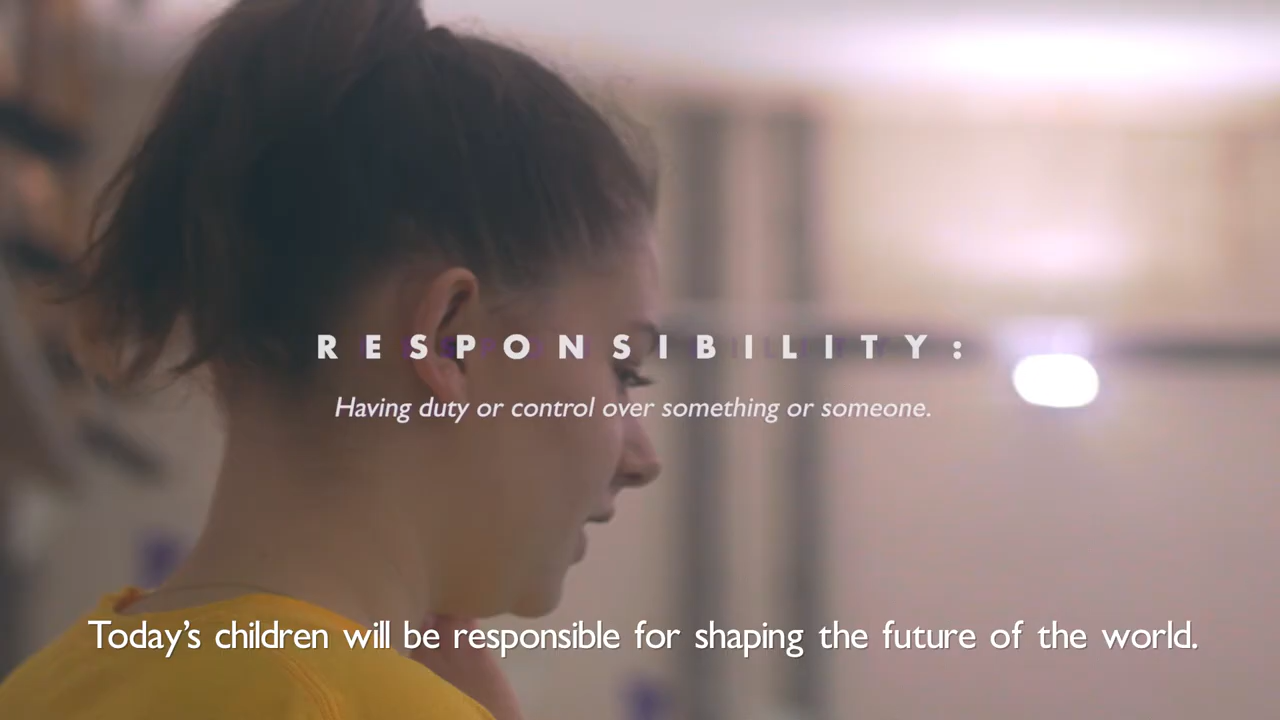 RESPONSIBILITY:
Having duty or control over something or someone.
Today's children will be responsible for shaping the future of the world.